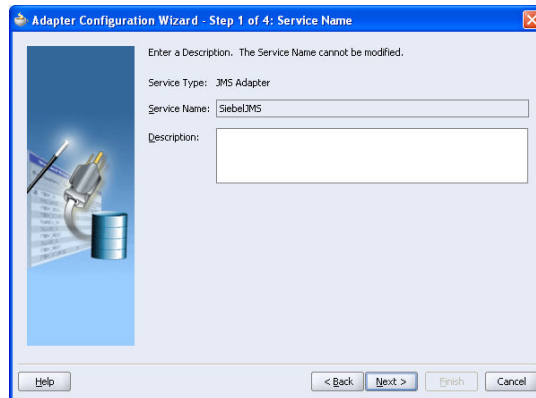 Adapter Configuration Wizard - Step 1 of 4: Service Name
Enter a Description. The Service Name cannot be modified.
Service Type: JMS Adapter
Service Name: SiebelJMS
Description:
Help
< Back
Next >
Finish
Cancel